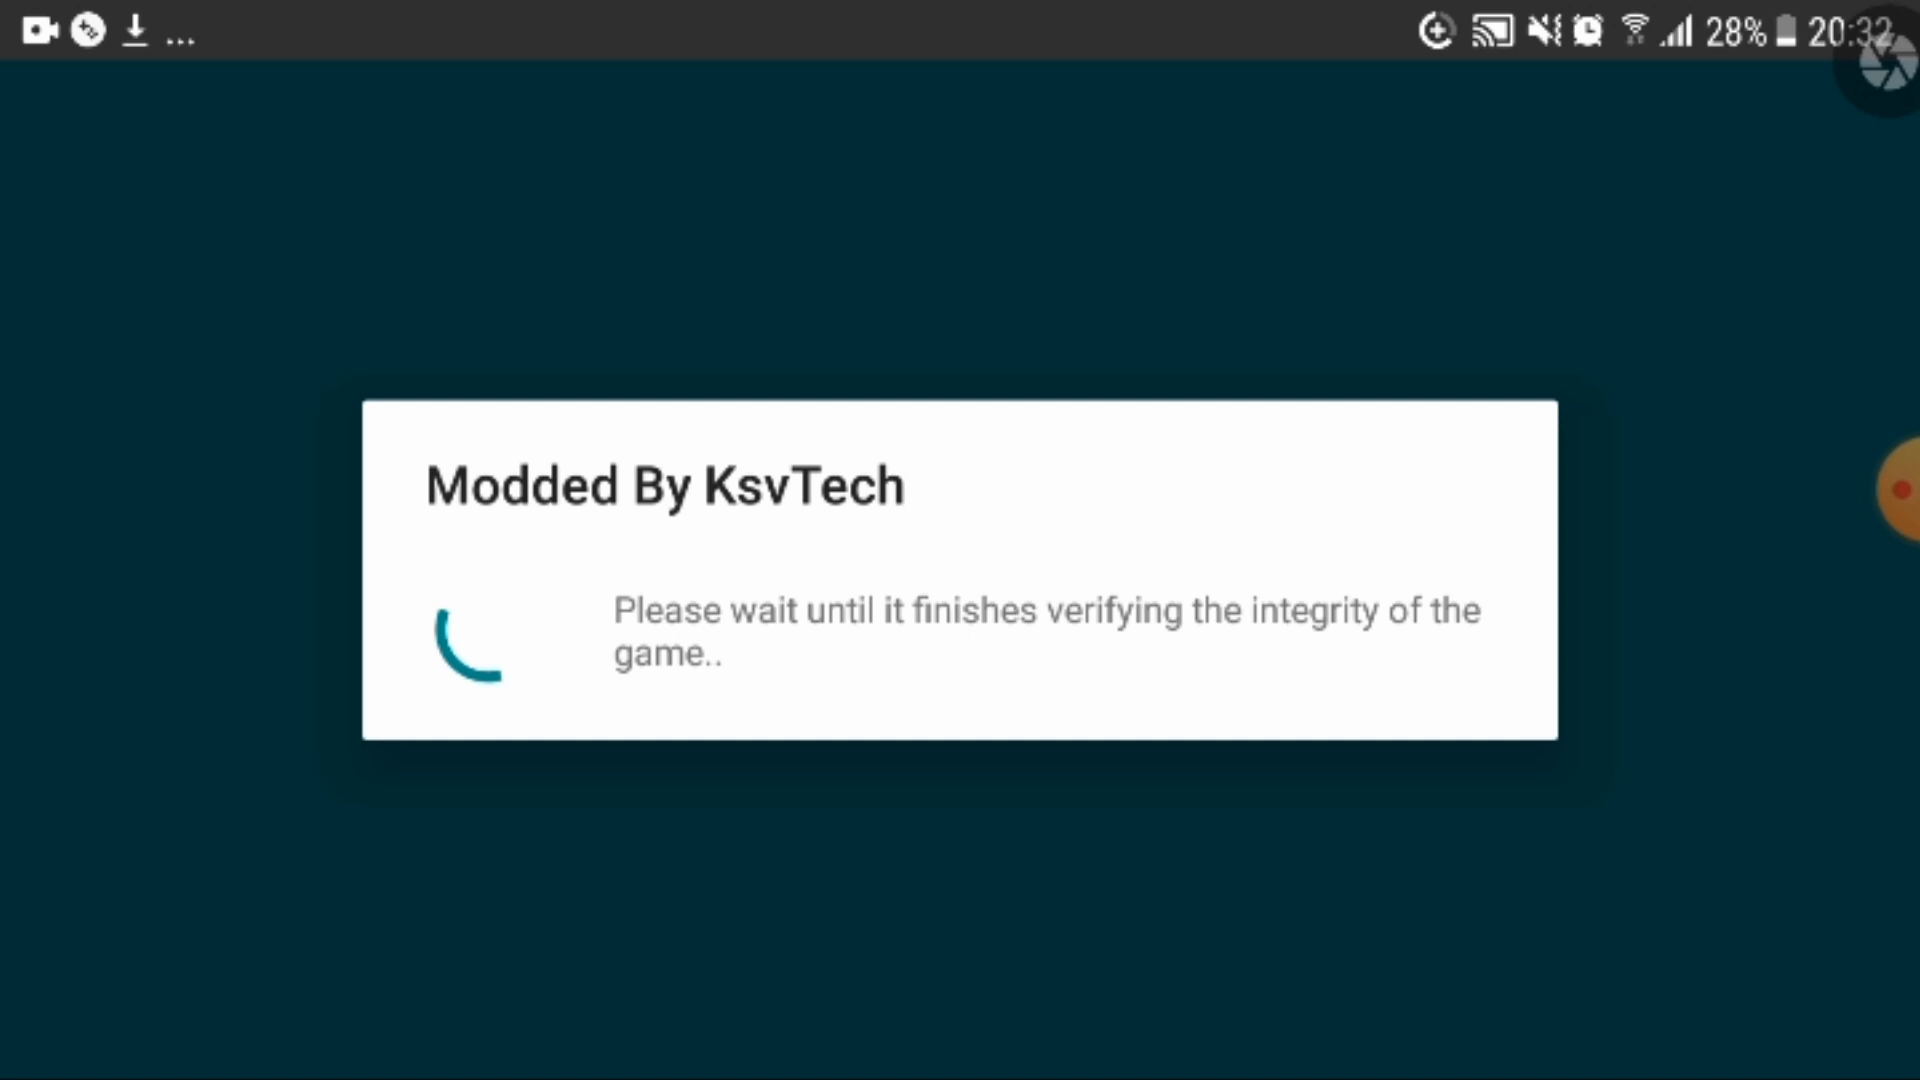 28% 20:32
Modded By KsvTech
Please wait until it finishes verifying the integrity of the
game..